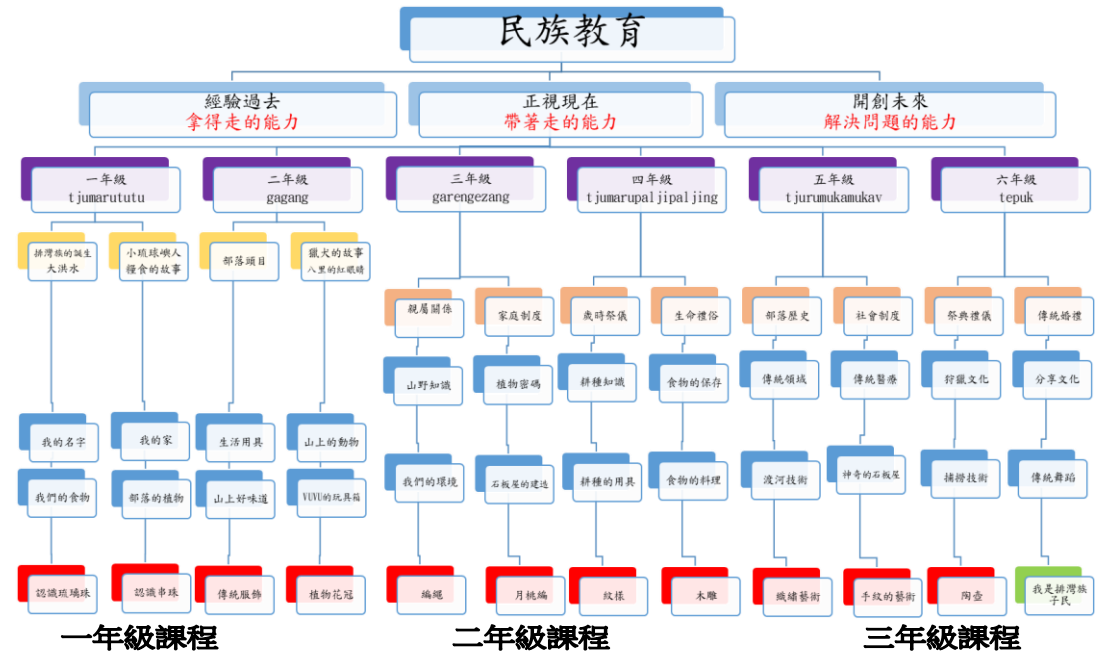 民族教育
經驗過去
拿得走的能力
正視現在
帶著走的能力
開創未來
解決問題的能力
一年級
tjumarututu
二年級
gagang
三年級
garengezang
四年級
tjumarupaljipaljing
五年級
tjurumukamukav
六年級
tepuk
排灣族的誕生
大洪水
小琉球嶼人
糧食的故事
部落頭目
獵犬的故事
八里的紅眼睛
親屬關係
家庭制度
歲時祭儀
生命禮俗
部落歷史
社會制度
祭典禮儀
傳統婚禮
山野知識
植物密碼
耕種知識
食物的保存
傳統領域
傳統醫療
狩獵文化
分享文化
我的名字
我的家
生活用具
山上的動物
我們的食物
部落的植物
山上好味道
VUVU的玩具箱
我們的環境
石板屋的建造
耕種的用具
食物的料理
渡河技術
神奇的石板屋
捕撈技術
傳統舞蹈
認識琉璃珠
認識串珠
傳統服飾
植物花冠
編繩
月桃編
紋樣
木雕
織繡藝術
手紋的藝術
陶壺
我是排灣族
子民
一年級課程
二年級課程
三年級課程